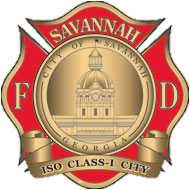 SAVANNAH
CITY OF SAVANNAH
F D
GEORGIA
ISO CLASS-1 CITY